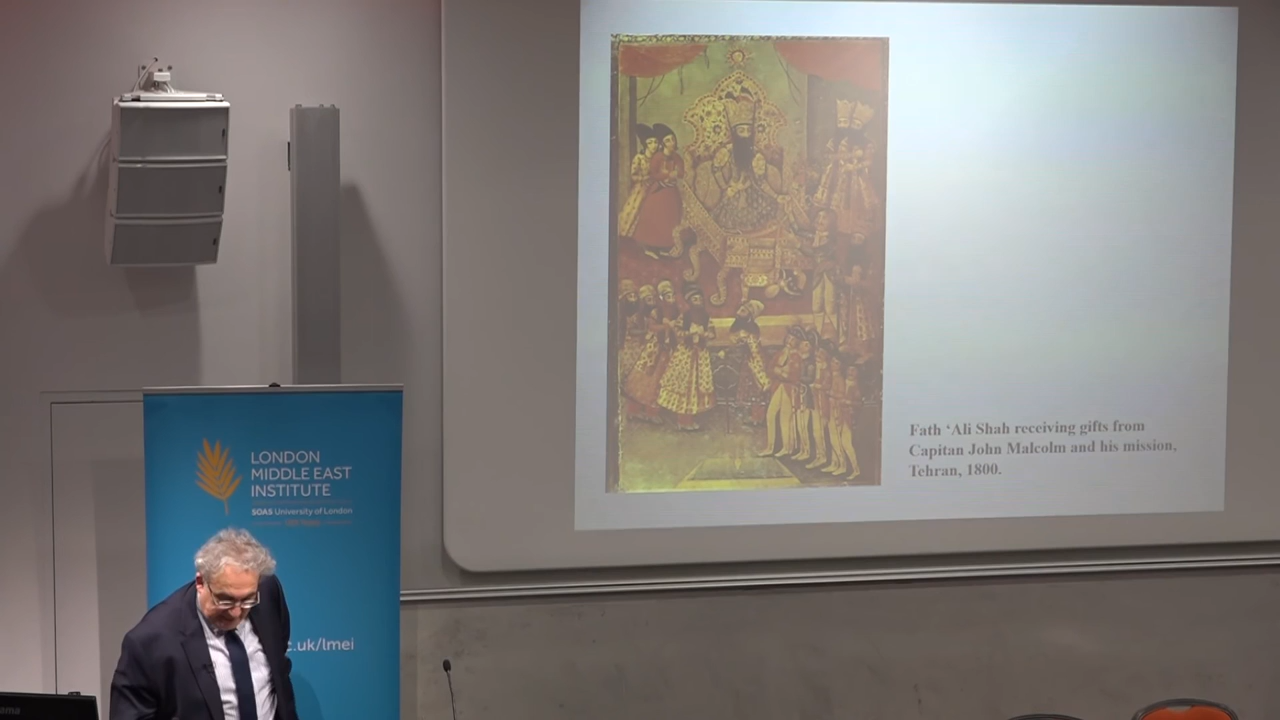 Fath ‘Ali Shah receiving gifts from
Capitan John Malcolm and his mission,
Tehran, 1800.
LONDON
MIDDLE EAST
INSTITUTE
SOAS University of London
c.uk/lmei
ama